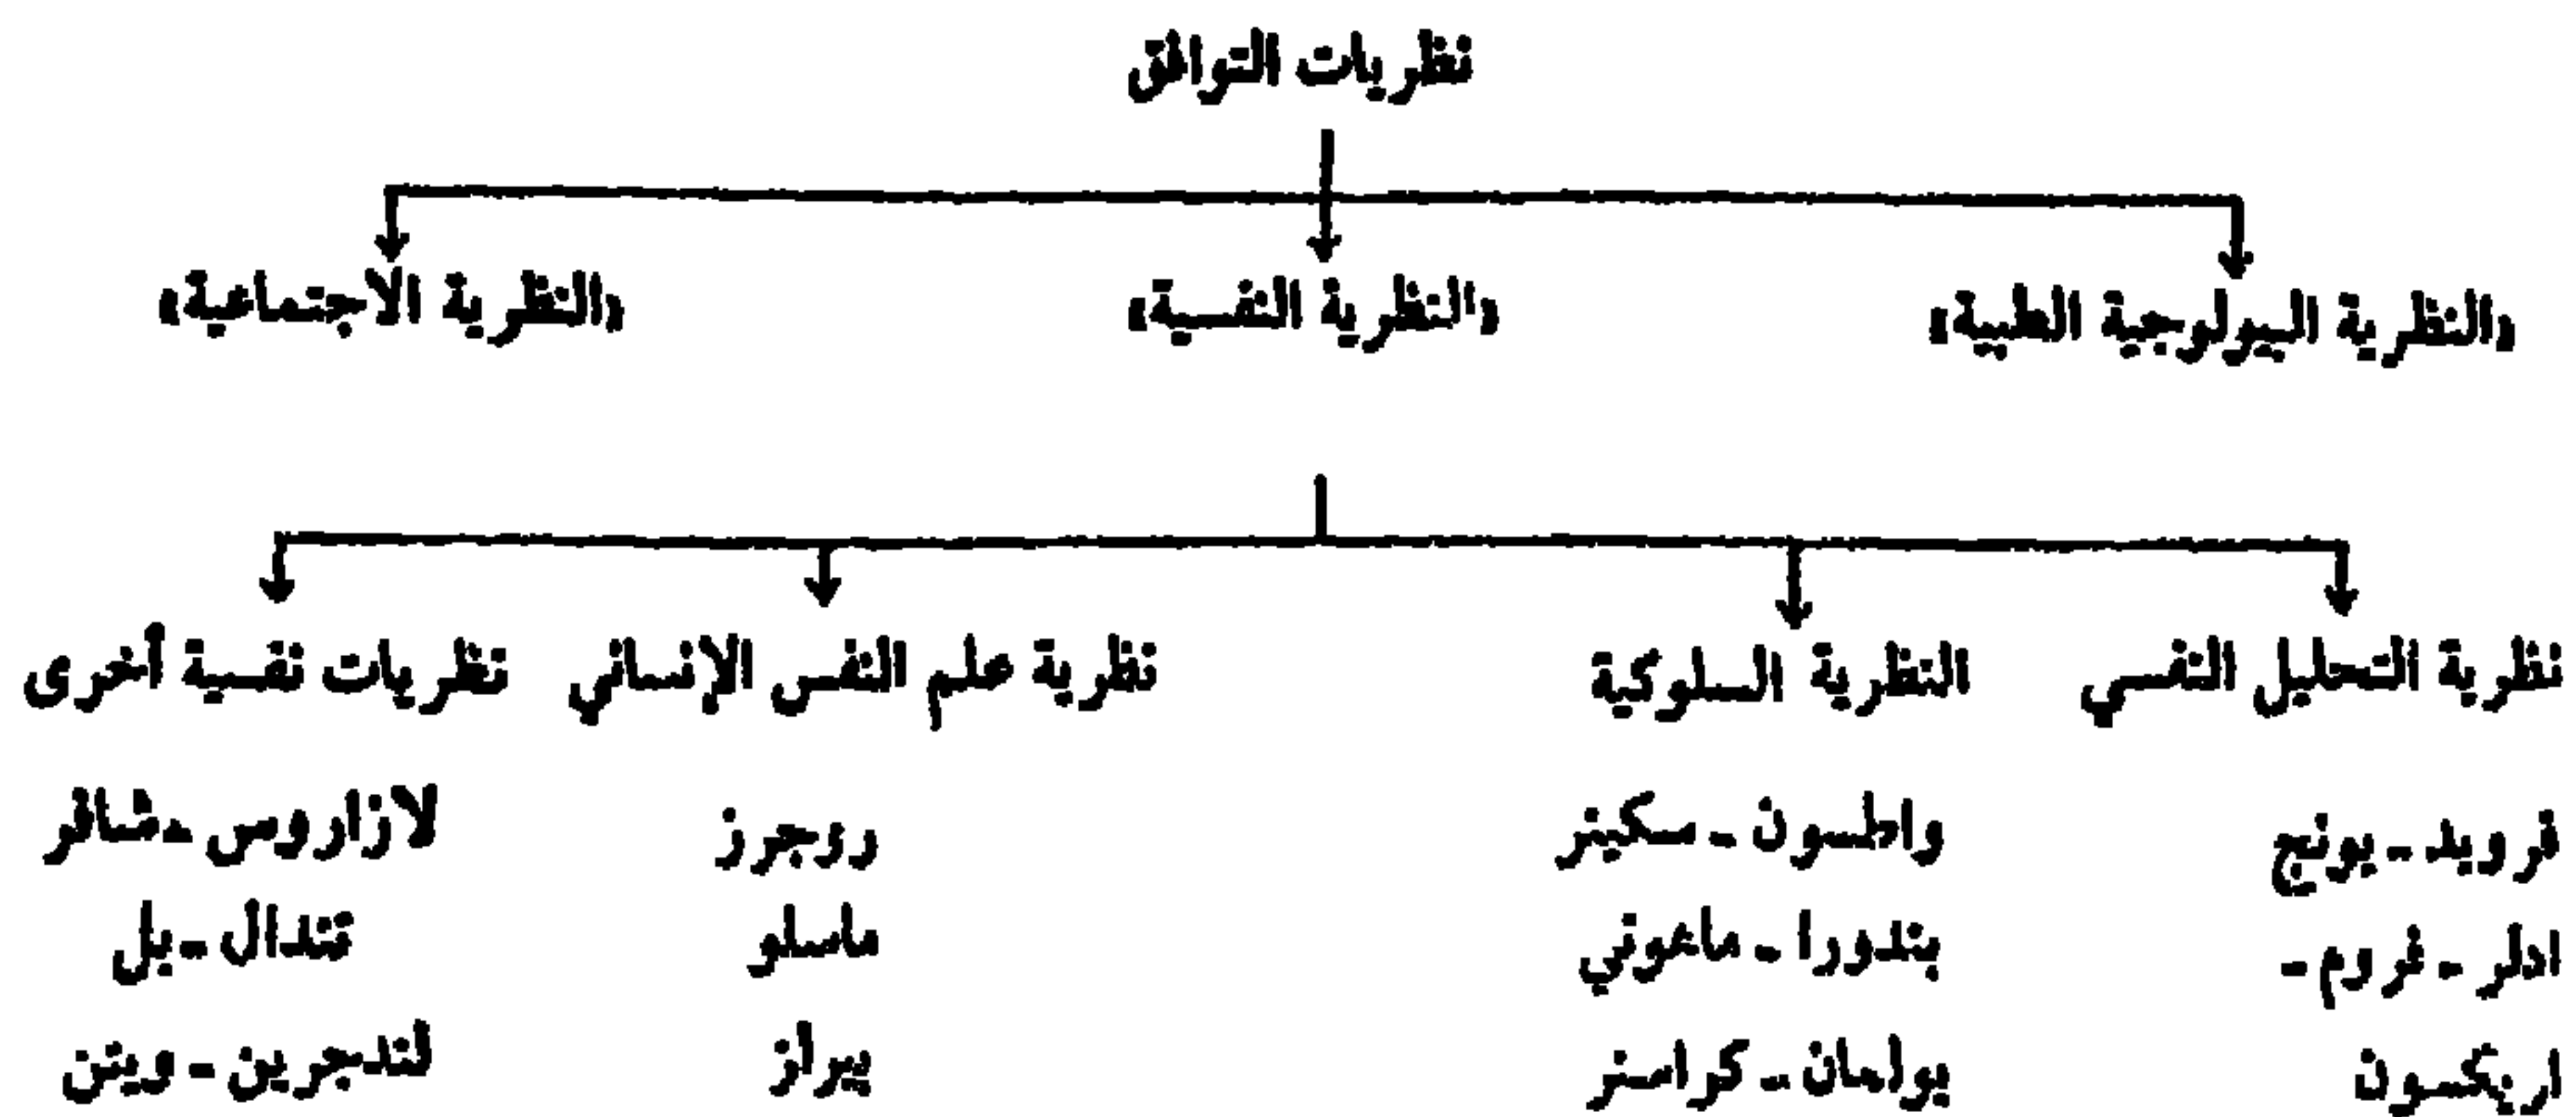 نظريات التوافق
«النظرية البيولوجية الطبية» «النظرية النفسية» «النظرية الاجتماعية»
نظرية التحليل النفسي النظرية السلوكية نظرية علم النفس الإنساني نظريات نفسية أخرى
فرويد - يونج واطسون - سكينر روجرز لازاروس - شافر
ادلر - فروم - بندورا - ماهوني ماسلو تندال - بل
اريكسون يولمان - كراسنر بيرلز لندجرين - ويتن